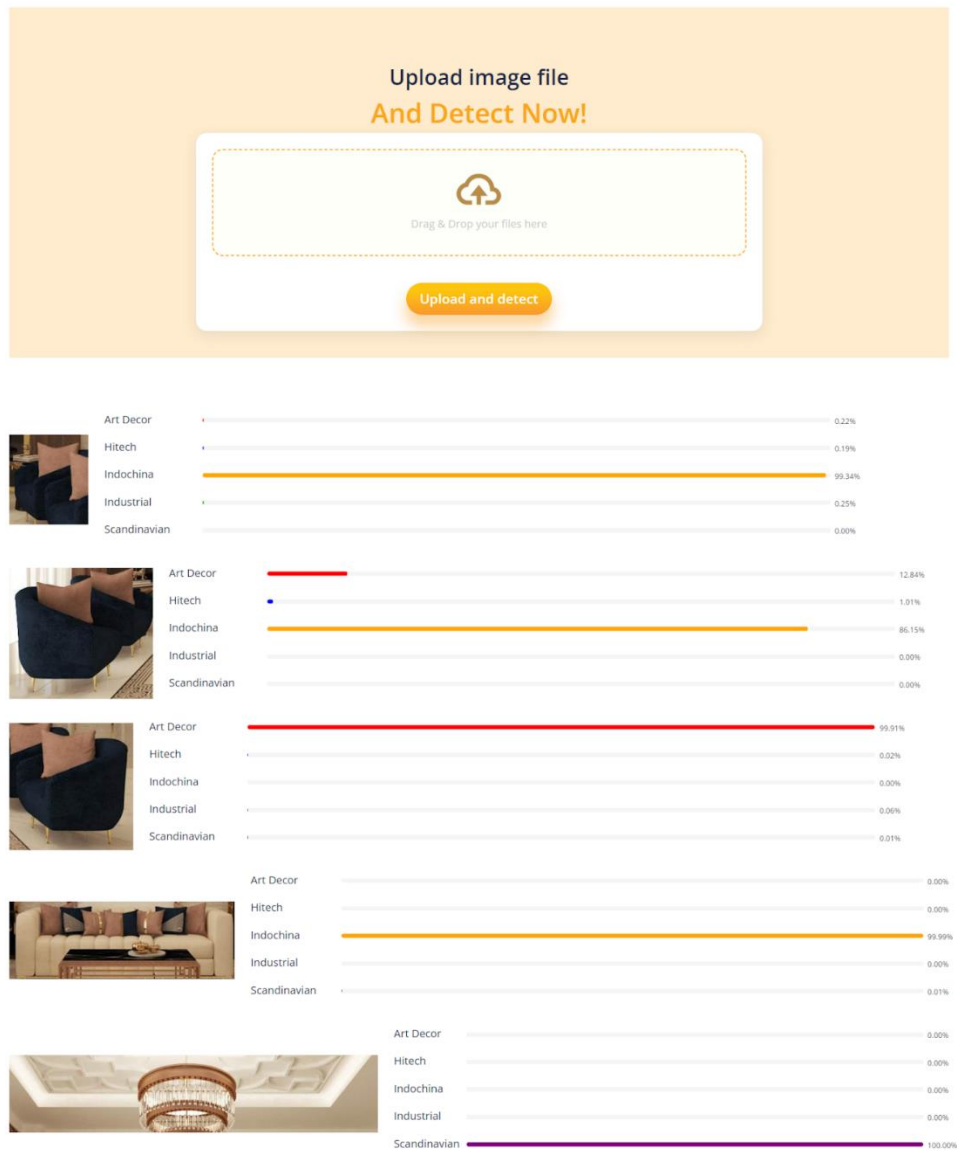 Upload image file
And Detect Now!
Drag & Drop your files here
Upload and detect
Art Decor 0.22%
Hitech 0.19%
Indochina 99.34%
Industrial 0.25%
Scandinavian 0.00%
Art Decor 12.84%
Hitech 1.01%
Indochina 86.15%
Industrial 0.00%
Scandinavian 0.00%
Art Decor 99.91%
Hitech 0.02%
Indochina 0.00%
Industrial 0.06%
Scandinavian 0.01%
Art Decor 0.00%
Hitech 0.00%
Indochina 99.99%
Industrial 0.00%
Scandinavian 0.01%
Art Decor 0.00%
Hitech 0.00%
Indochina 0.00%
Industrial 0.00%
Scandinavian 100.00%